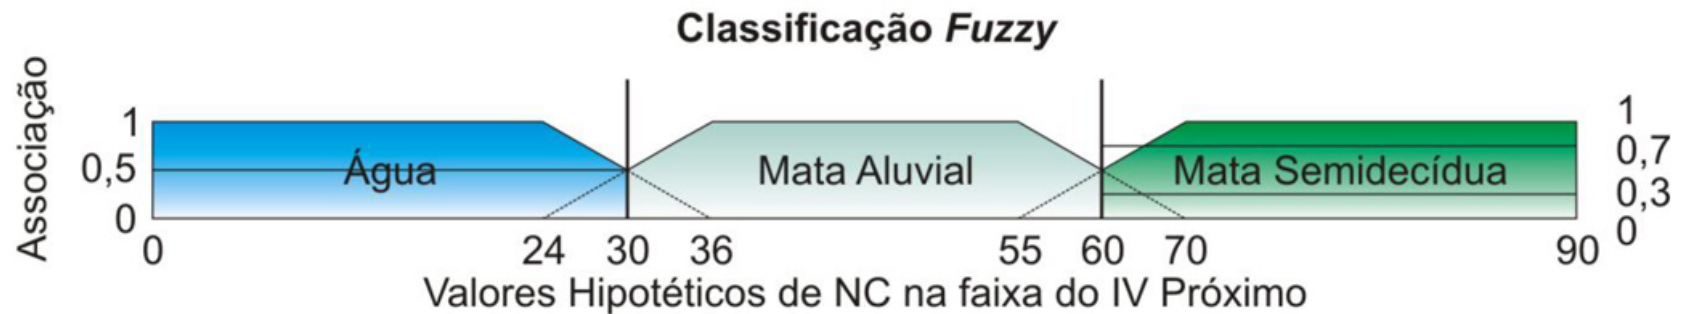 Classificação Fuzzy
Associação
1
0,5
0
Água
Mata Aluvial
Mata Semidecídua
1
0,7
0,3
0
0 24 30 36 55 60 70 90
Valores Hipotéticos de NC na faixa do IV Próximo